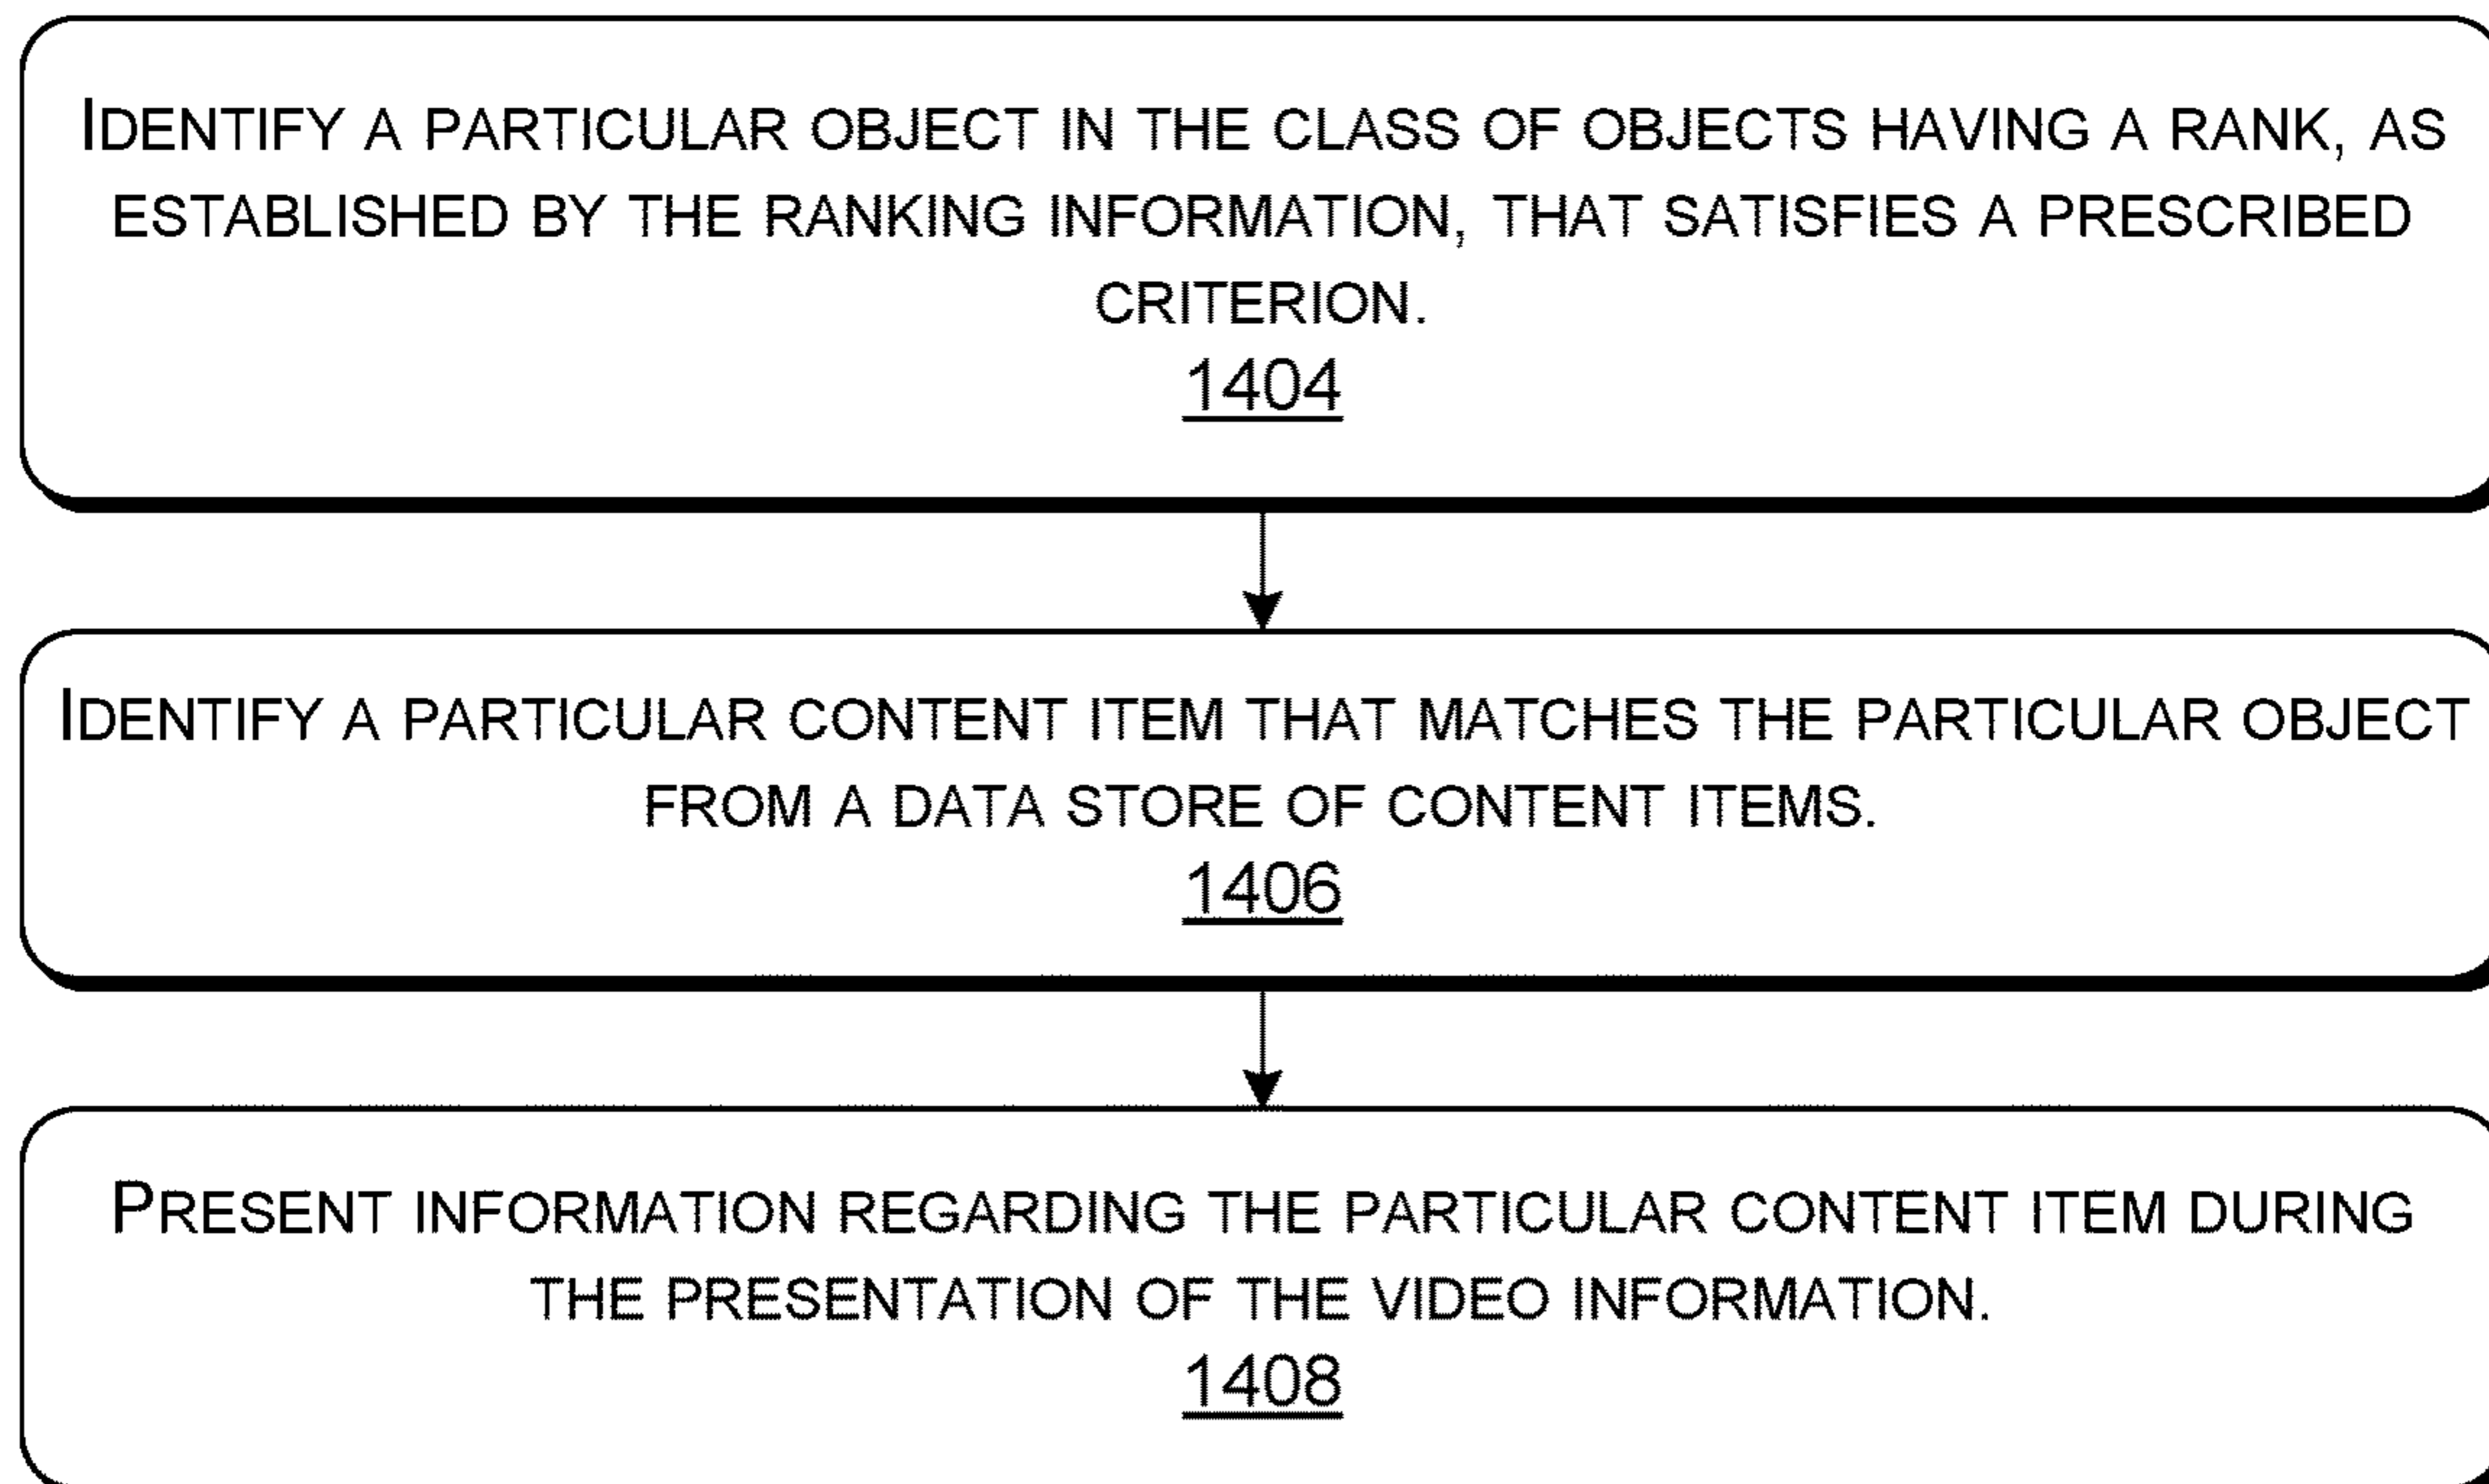 IDENTIFY A PARTICULAR OBJECT IN THE CLASS OF OBJECTS HAVING A RANK, AS
ESTABLISHED BY THE RANKING INFORMATION, THAT SATISFIES A PRESCRIBED
CRITERION.
1404
IDENTIFY A PARTICULAR CONTENT ITEM THAT MATCHES THE PARTICULAR OBJECT
FROM A DATA STORE OF CONTENT ITEMS.
1406
PRESENT INFORMATION REGARDING THE PARTICULAR CONTENT ITEM DURING
THE PRESENTATION OF THE VIDEO INFORMATION.
1408